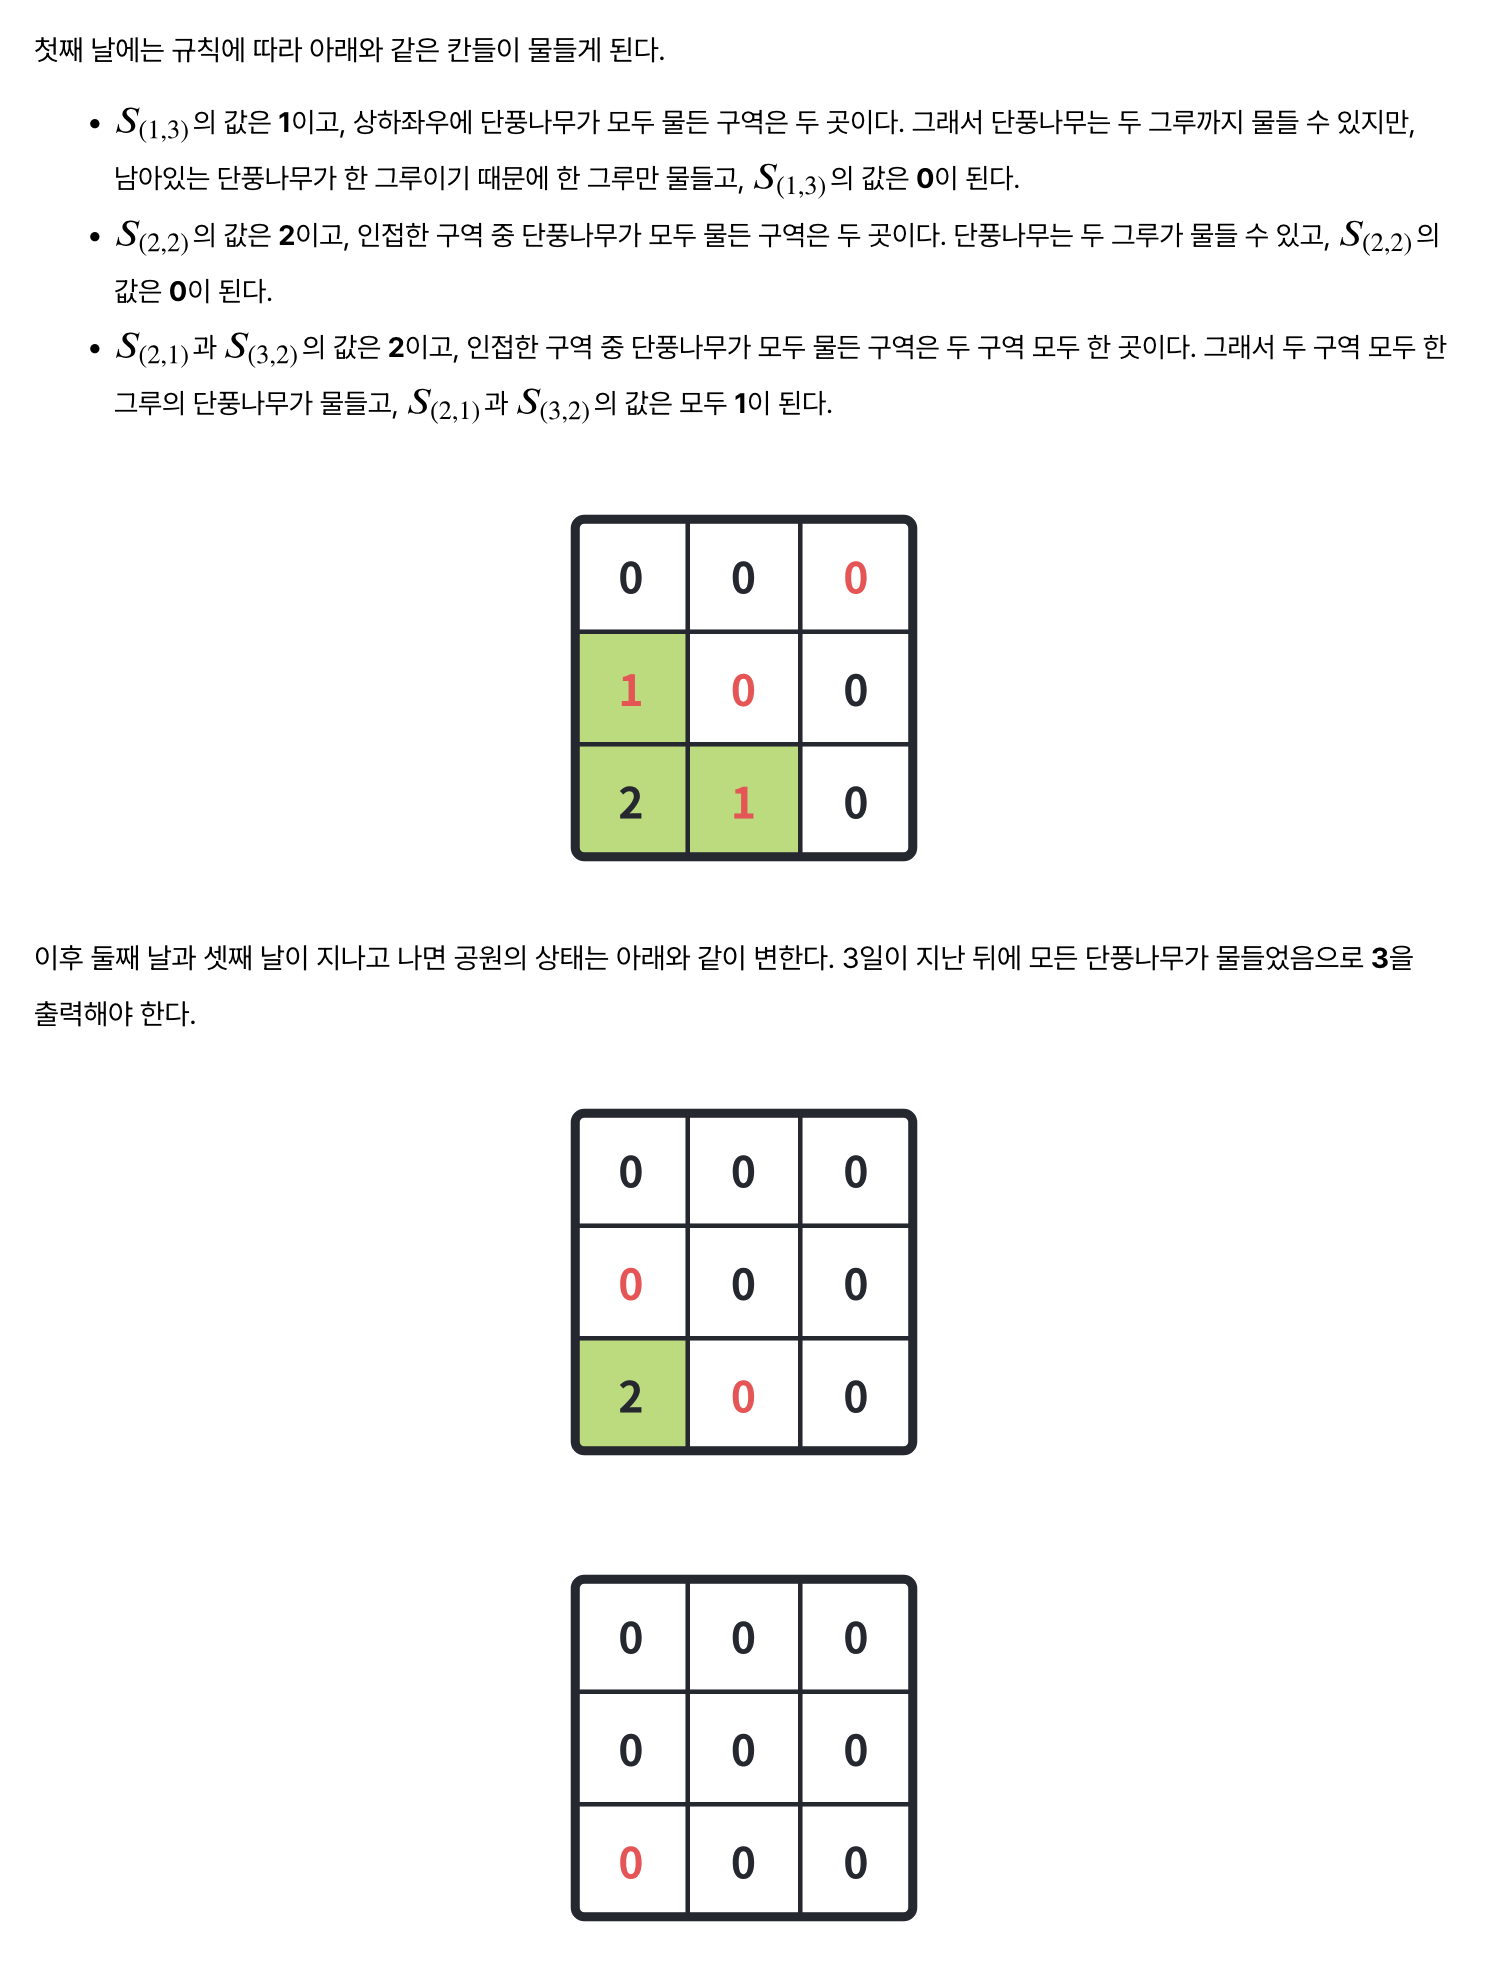 첫째 날에는 규칙에 따라 아래와 같은 칸들이 물들게 된다.
• S(1,3)의 값은 1이고, 상하좌우에 단풍나무가 모두 물든 구역은 두 곳이다. 그래서 단풍나무는 두 그루까지 물들 수 있지만,
남아있는 단풍나무가 한 그루이기 때문에 한 그루만 물들고, S(1,3)의 값은 0이 된다.
• S(2,2)의 값은 2이고, 인접한 구역 중 단풍나무가 모두 물든 구역은 두 곳이다. 단풍나무는 두 그루가 물들 수 있고, S(2,2)의
값은 0이 된다.
• S(2,1)과 S(3,2)의 값은 2이고, 인접한 구역 중 단풍나무가 모두 물든 구역은 두 구역 모두 한 곳이다. 그래서 두 구역 모두 한
그루의 단풍나무가 물들고, S(2,1)과 S(3,2)의 값은 모두 1이 된다.
0 0 0
1 0 0
2 1 0
이후 둘째 날과 셋째 날이 지나고 나면 공원의 상태는 아래와 같이 변한다. 3일이 지난 뒤에 모든 단풍나무가 물들었음으로 3을
출력해야 한다.
0 0 0
0 0 0
2 0 0
0 0 0
0 0 0
0 0 0